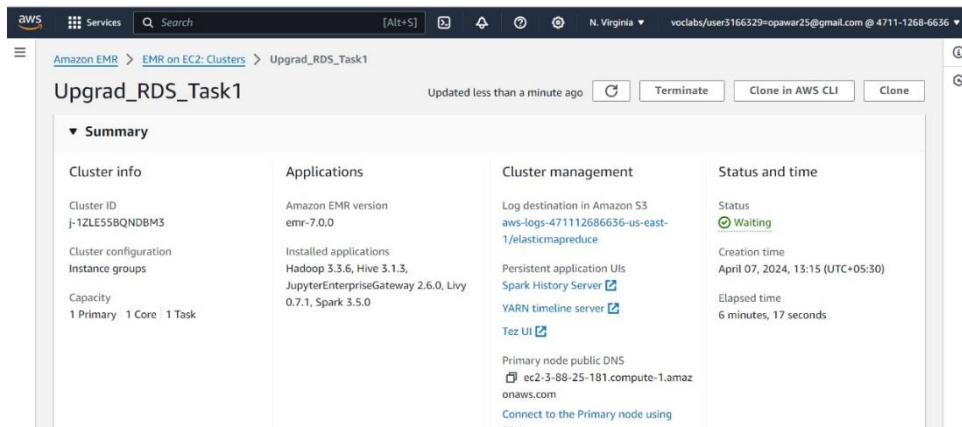 aws Services Search [Alt+S] N. Virginia voclabs/user3166329=opawar25@gmail.com @ 4711-1268-6636
Amazon EMR > EMR on EC2: Clusters > Upgrad_RDS_Task1
Upgrad_RDS_Task1
Updated less than a minute ago Terminate Clone in AWS CLI Clone
Summary
Cluster info
Cluster ID
j-1ZLE55BQNDBM3
Cluster configuration
Instance groups
Capacity
1 Primary 1 Core 1 Task
Applications
Amazon EMR version
emr-7.0.0
Installed applications
Hadoop 3.3.6, Hive 3.1.3,
JupyterEnterpriseGateway 2.6.0, Livy
0.7.1, Spark 3.5.0
Cluster management
Log destination in Amazon S3
aws-logs-471112686636-us-east-
1/elasticmapreduce
Persistent application UIs
Spark History Server
YARN timeline server
Tez UI
Primary node public DNS
ec2-3-88-25-181.compute-1.amaz
onaws.com
Connect to the Primary node using
Status and time
Status
Waiting
Creation time
April 07, 2024, 13:15 (UTC+05:30)
Elapsed time
6 minutes, 17 seconds